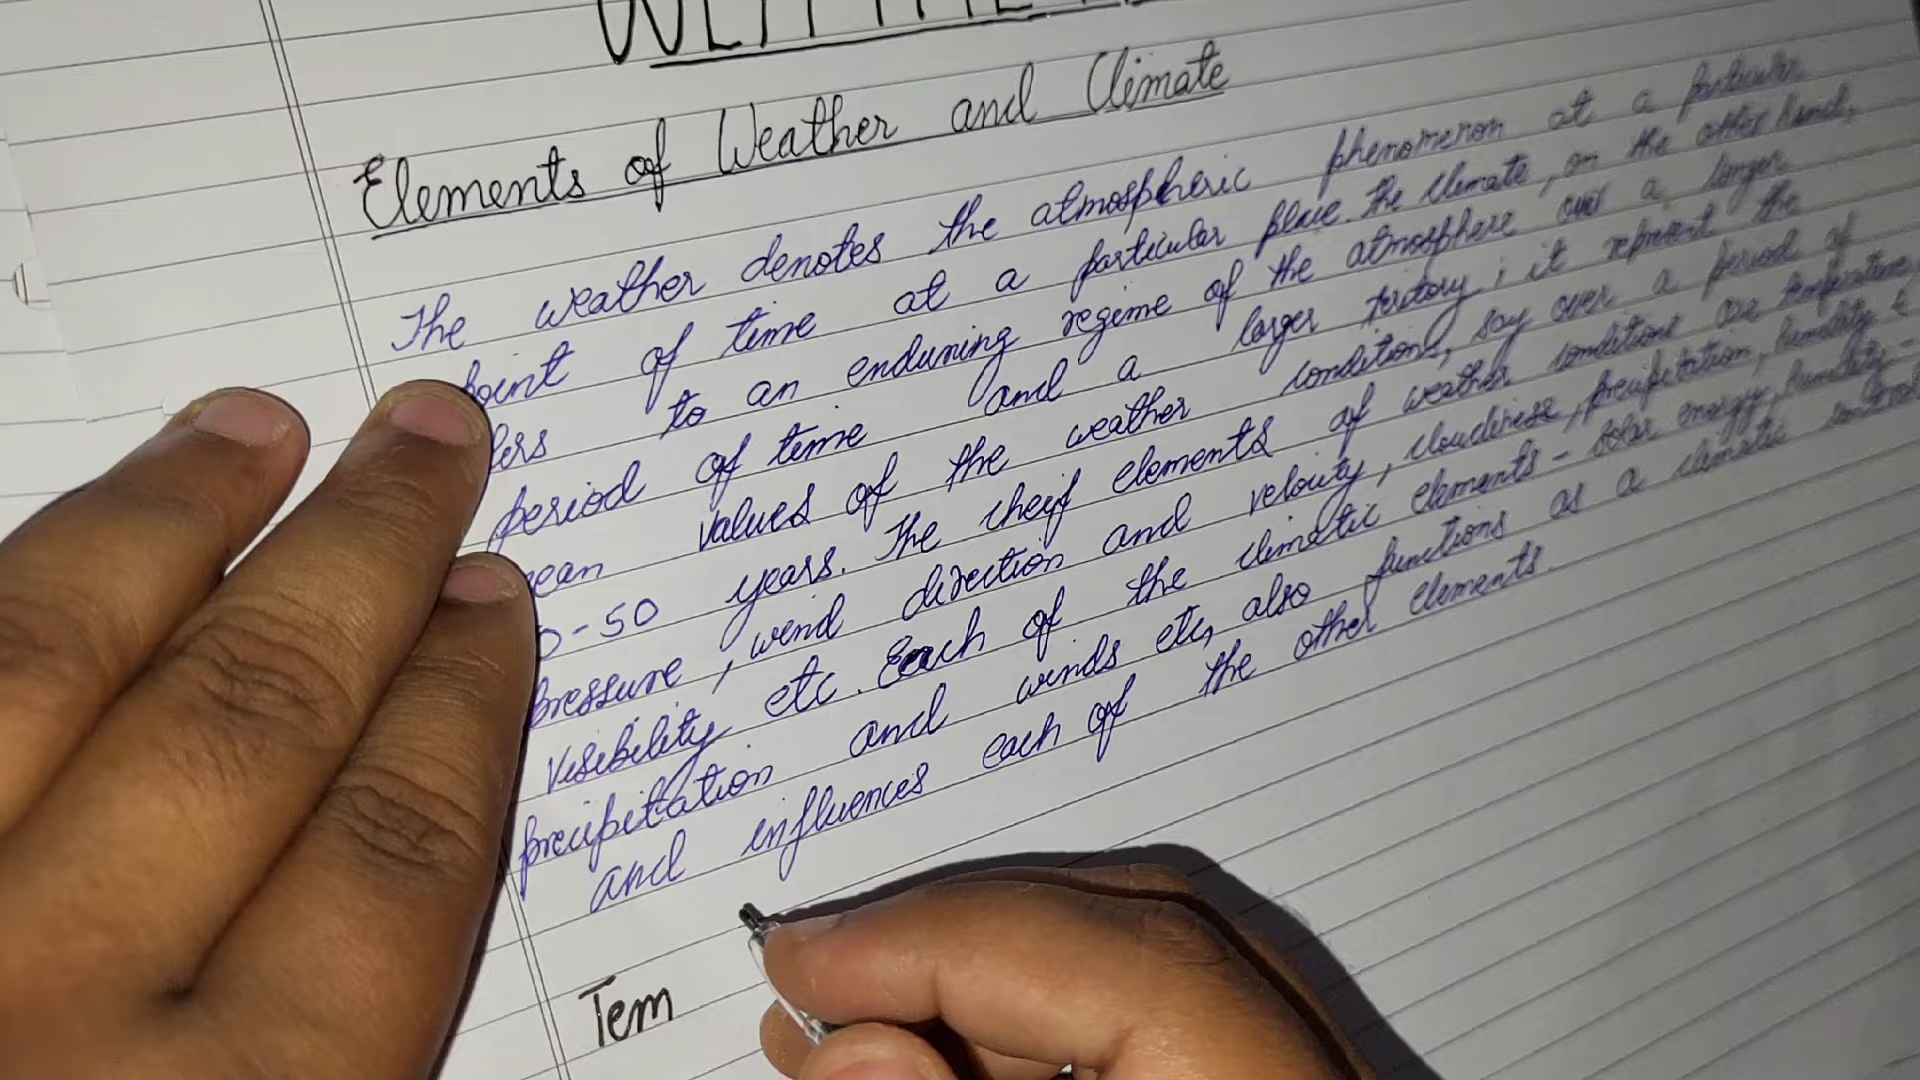 Elements of Weather and Climate
The weather denotes the atmospheric phenomenon at a particular
point of time at a particular place. The climate, on the other hand,
fers to an enduring regime of the atmosphere over a longer
period of time and a larger teritory; it reprsent the
ean values of the weather conditions, say over a period of
0-50 years. The cheif elements of weather conditions are temperature,
pressure, wind direction and velocity, cloudinese, precipitation, humidity &
visibility etc. Each of the climatic elements - solar energy, humidity -
precipitation and winds etc, also functions as a climatic control
and influences each of the other elements.
Tem